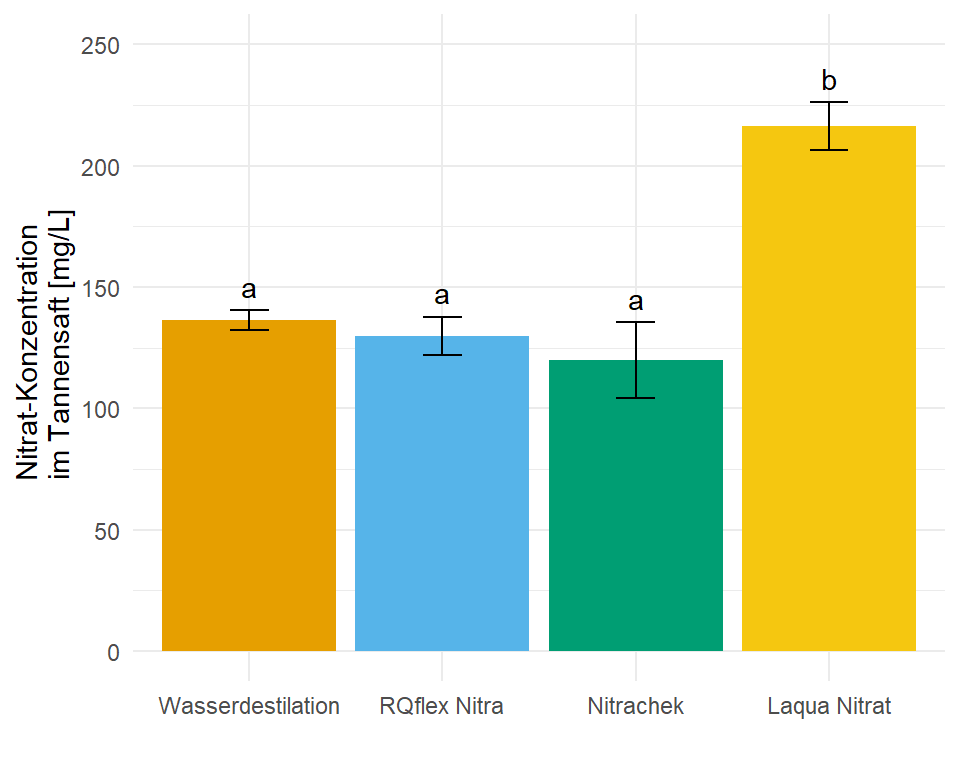 Nitrat-Konzentration
im Tannensaft [mg/L]
250
200
150
100
50
0
a
a
a
b
Wasserdestilation
RQflex Nitra
Nitrachek
Laqua Nitrat